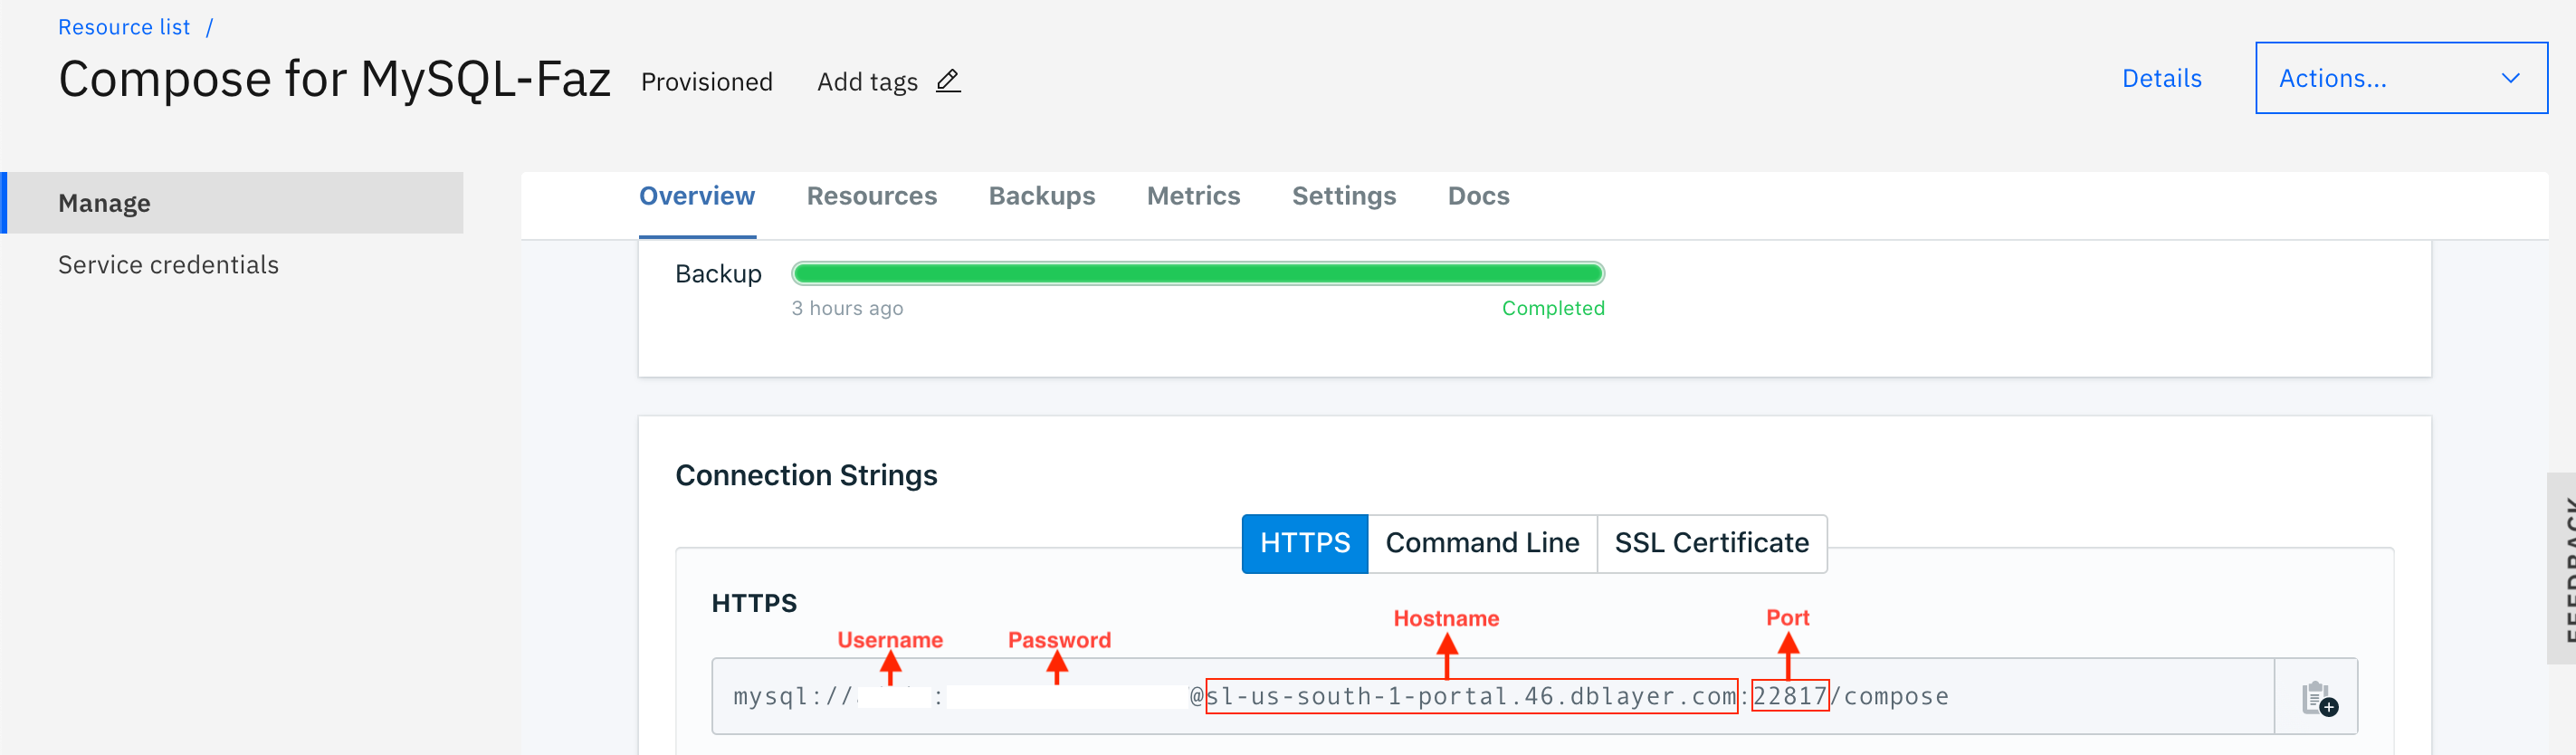 Resource list /
Compose for MySQL-Faz Provisioned Add tags
Details
Actions...
Manage
Service credentials
Overview Resources Backups Metrics Settings Docs
Backup
3 hours ago Completed
Connection Strings
HTTPS Command Line SSL Certificate
HTTPS
Username Password Hostname Port
mysql:// : @sl-us-south-1-portal.46.dblayer.com:22817/compose
FEEDBACK